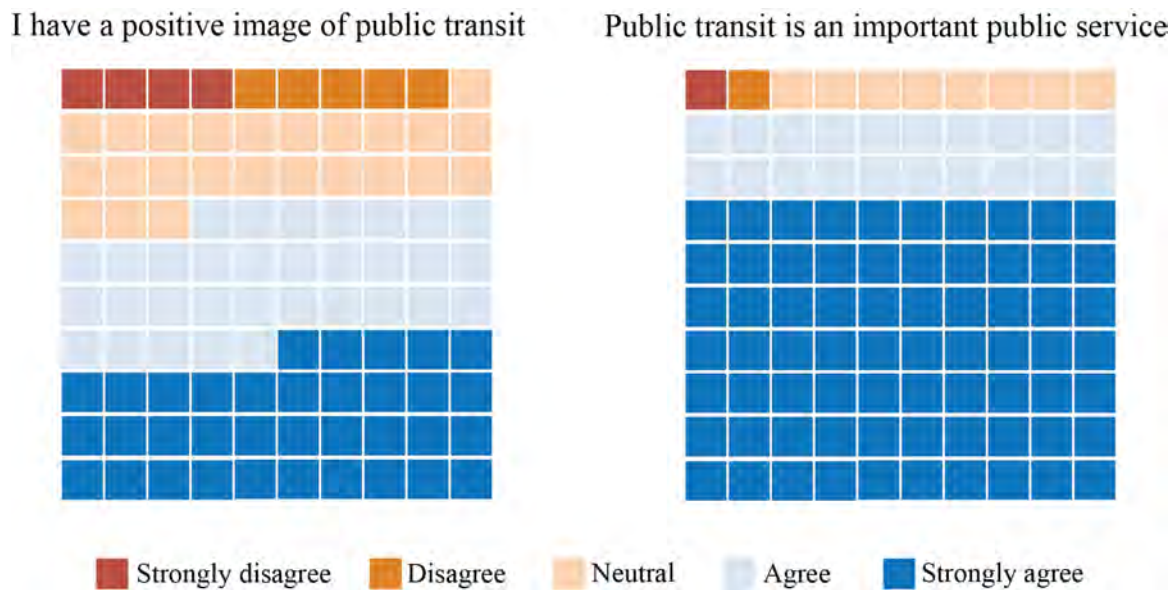 I have a positive image of public transit
Public transit is an important public service
Strongly disagree
Disagree
Neutral
Agree
Strongly agree